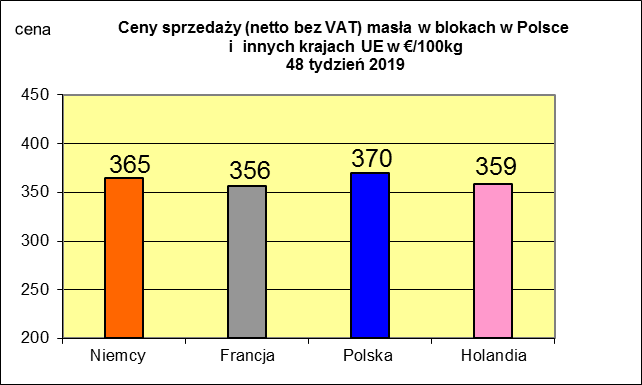 cena
Ceny sprzedaży (netto bez VAT) masła w blokach w Polsce
i innych krajach UE w €/100kg
48 tydzień 2019
450
400
350
300
250
200
365
356
370
359
Niemcy
Francja
Polska
Holandia